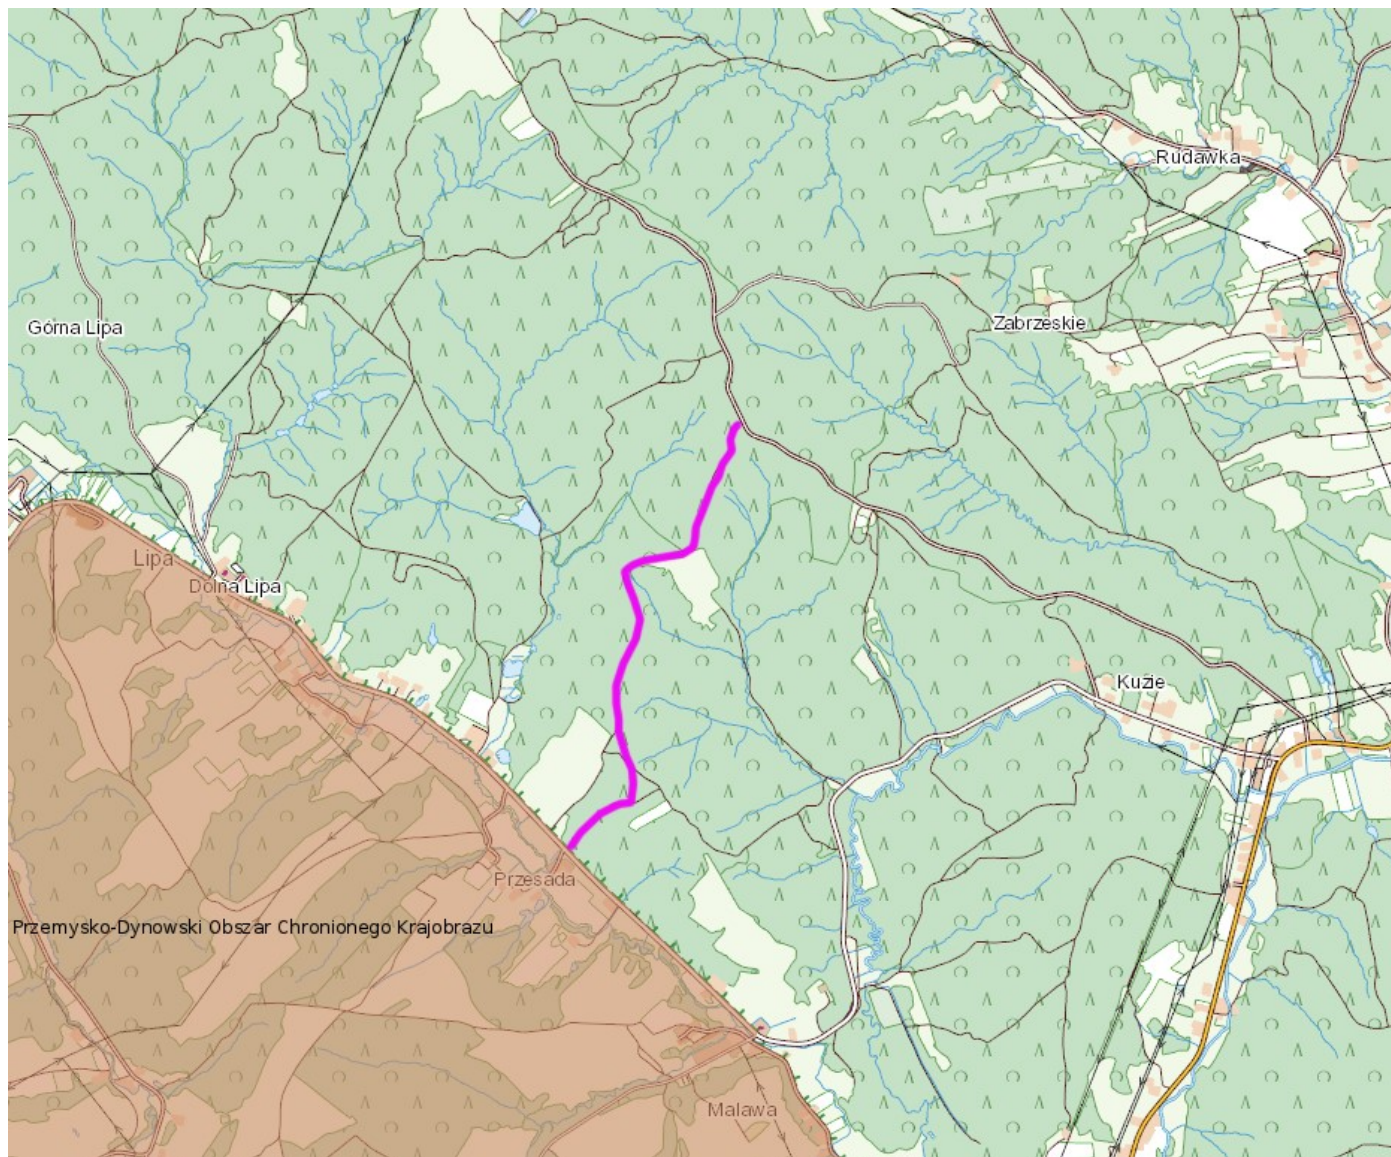 Rudawka
Górna Lipa
Zabrzeskie
Lipa
Dolna Lipa
Kuźie
Przesada
Przemysko-Dynowski Obszar Chronionego Krajobrazu
Malawa